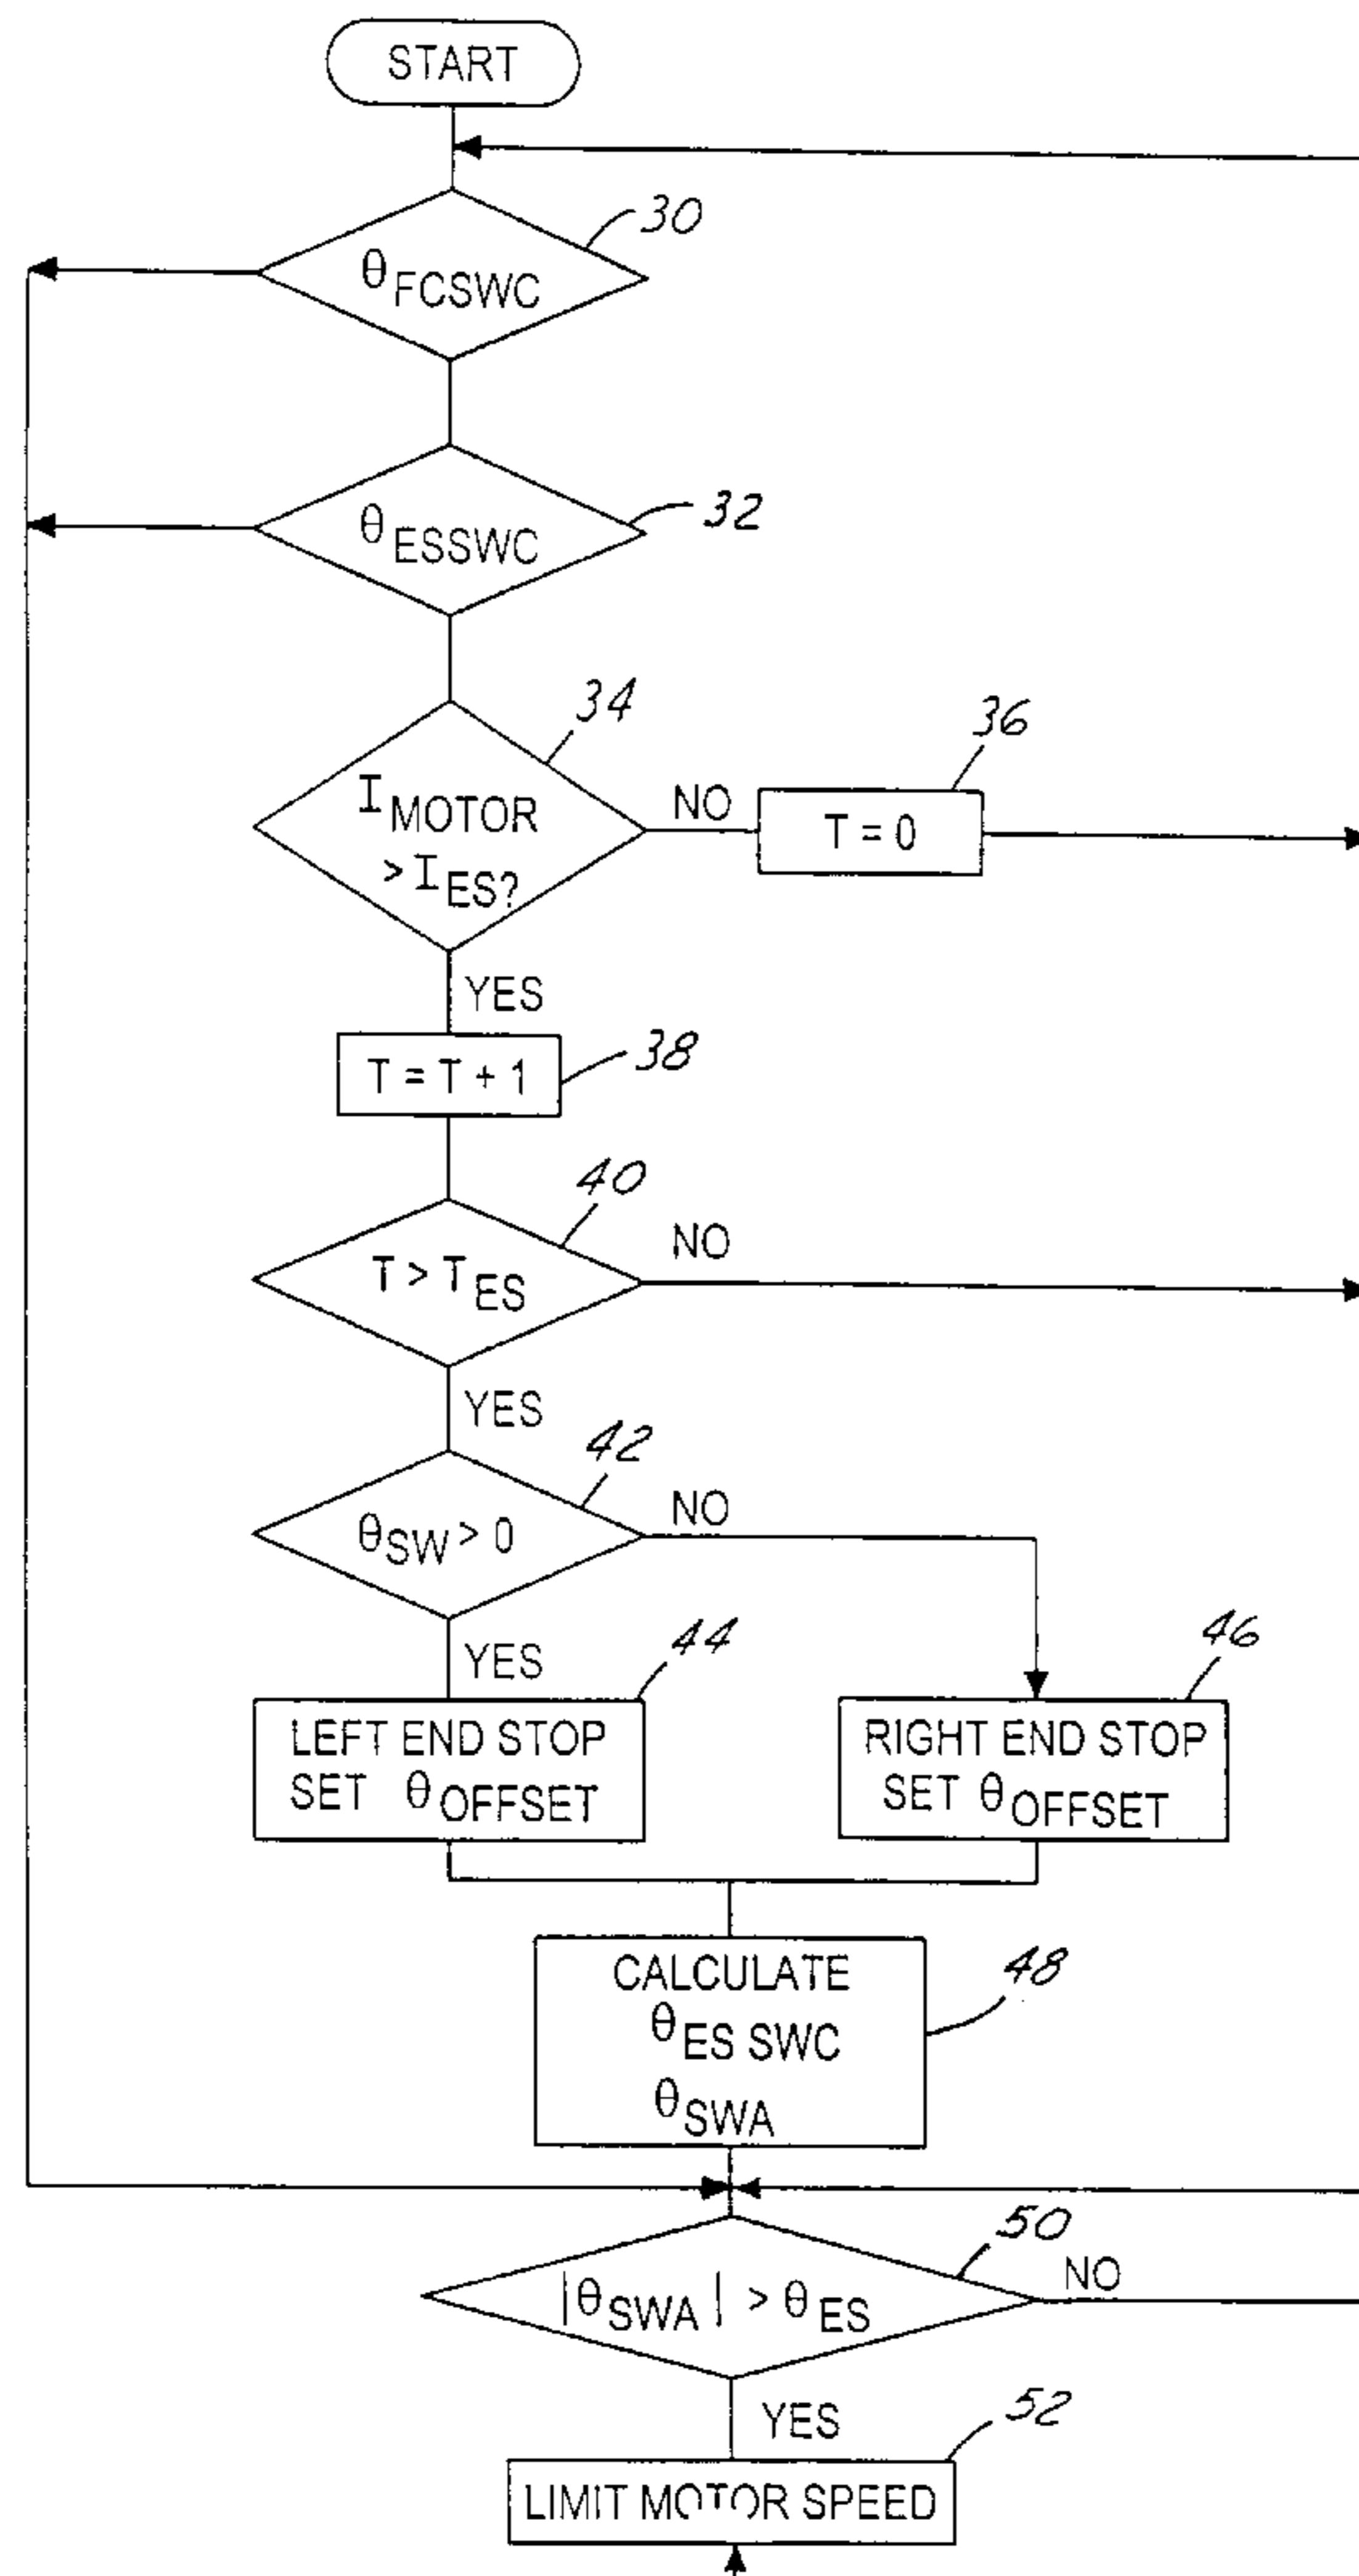 START
30
θFCSWC
32
θESSWC
34
36
IMOTOR
>IES?
NO
T = 0
YES
38
T = T + 1
40
T > TES
NO
YES
42
θSW > 0
NO
YES
44
46
LEFT END STOP
SET θOFFSET
RIGHT END STOP
SET θOFFSET
CALCULATE
θES SWC
θSWA
48
50
|θSWA| > θES
NO
YES
52
LIMIT MOTOR SPEED